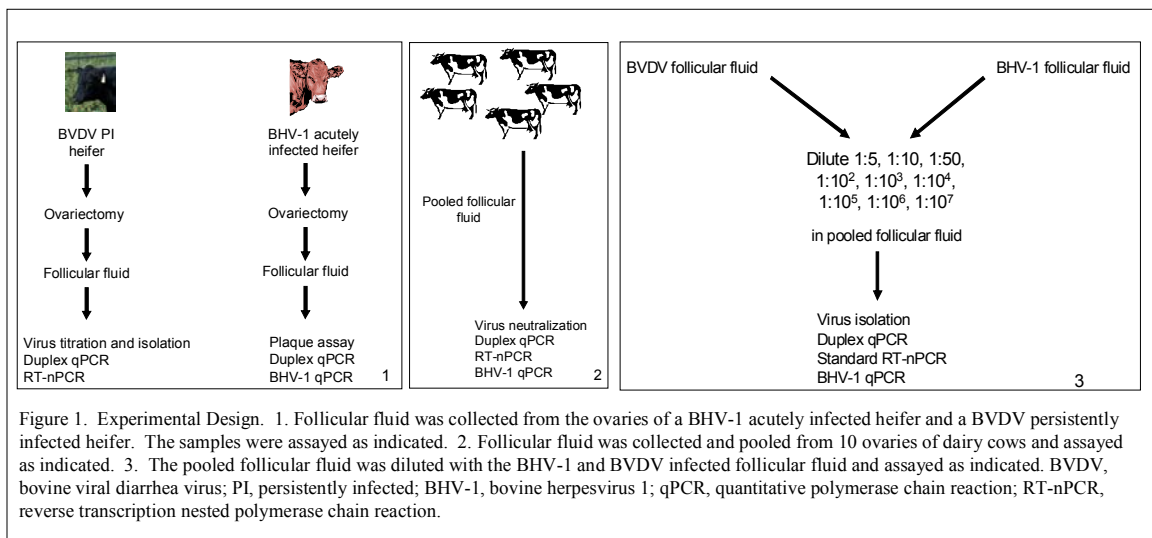 BVDV PI
heifer
Ovariectomy
Follicular fluid
Virus titration and isolation
Duplex qPCR
RT-nPCR
BHV-1 acutely
infected heifer
Ovariectomy
Follicular fluid
Plaque assay
Duplex qPCR
BHV-1 qPCR
1
Pooled follicular
fluid
Virus neutralization
Duplex qPCR
RT-nPCR
BHV-1 qPCR
2
BVDV follicular fluid
BHV-1 follicular fluid
Dilute 1:5, 1:10, 1:50,
1:10², 1:10³, 1:10⁴,
1:10⁵, 1:10⁶, 1:10⁷
in pooled follicular fluid
Virus isolation
Duplex qPCR
Standard RT-nPCR
BHV-1 qPCR
3
Figure 1. Experimental Design. 1. Follicular fluid was collected from the ovaries of a BHV-1 acutely infected heifer and a BVDV persistently
infected heifer. The samples were assayed as indicated. 2. Follicular fluid was collected and pooled from 10 ovaries of dairy cows and assayed
as indicated. 3. The pooled follicular fluid was diluted with the BHV-1 and BVDV infected follicular fluid and assayed as indicated. BVDV,
bovine viral diarrhea virus; PI, persistently infected; BHV-1, bovine herpesvirus 1; qPCR, quantitative polymerase chain reaction; RT-nPCR,
reverse transcription nested polymerase chain reaction.